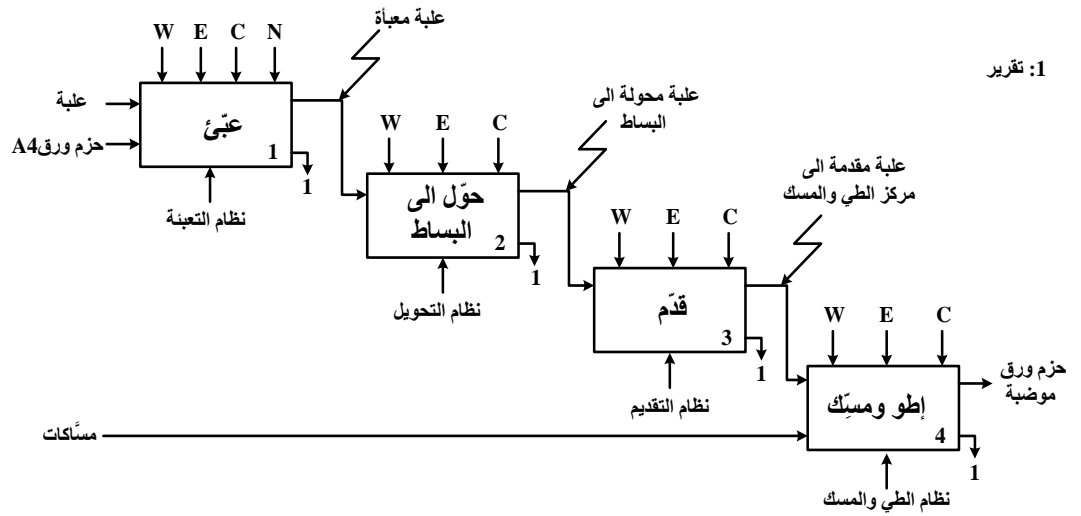 علبة معبأة
W E C N
1: تقرير
علبة
حزم ورق A4
عبّئ
1
1
نظام التعبئة
علبة محولة الى
البساط
W E C
حوّل الى
البساط
2
1
نظام التحويل
علبة مقدمة الى
مركز الطي والمسك
W E C
قدّم
3
1
نظام التقديم
W E C
إطو ومسِّك
4
1
حزم ورق
موضبة
مسَّاكات
نظام الطي والمسك